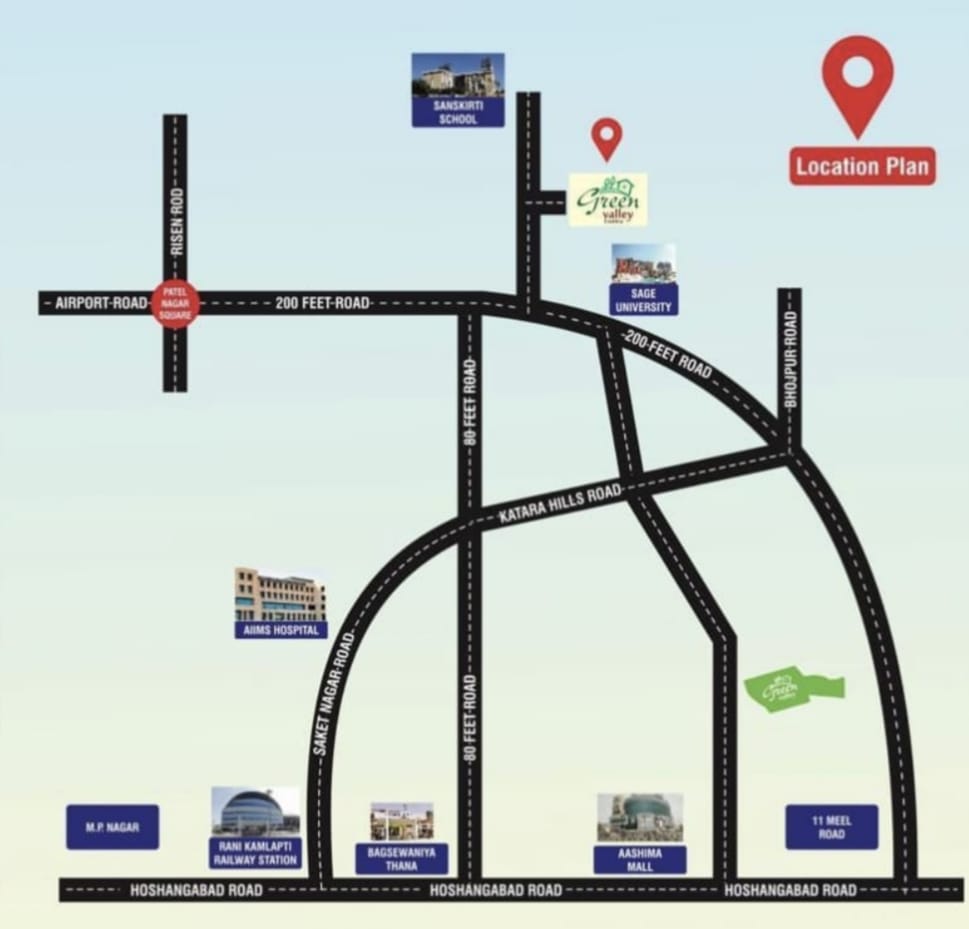 SANSKIRTI
SCHOOL
Location Plan
RISEN ROD
Green
valley
SAGE
UNIVERSITY
AIRPORT ROAD
PATEL
NAGAR
SQUARE
200 FEET ROAD
200 FEET ROAD
BHOJPUR ROAD
80 FEET ROAD
KATARA HILLS ROAD
AIIMS HOSPITAL
SAKET NAGAR ROAD
80 FEET ROAD
Green
valley
M.P. NAGAR
RANI KAMLAPTI
RAILWAY STATION
BAGSEWANIYA
THANA
AASHIMA
MALL
11 MEEL
ROAD
HOSHANGABAD ROAD
HOSHANGABAD ROAD
HOSHANGABAD ROAD